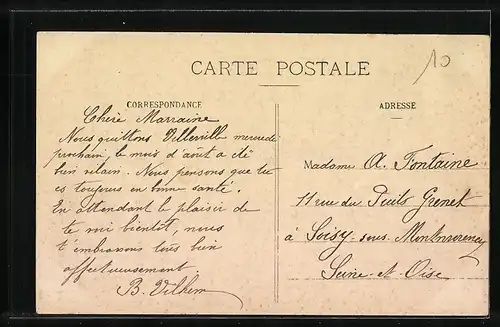 10
CARTE POSTALE
CORRESPONDANCE
Chère Marraine
Nous quittons Villerville mercredi
prochain, le mois d'août a été
bien vilain. Nous pensons que tu
es toujours en bonne santé.
En attendant le plaisir de
te voir bientôt, nous
t'embrassons tous bien
affectueusement.
B. Vilhem
ADRESSE
Madame A. Fontaine
11 rue du Puits Grenet
à Soisy-sous-Montmorency
Seine-et-Oise